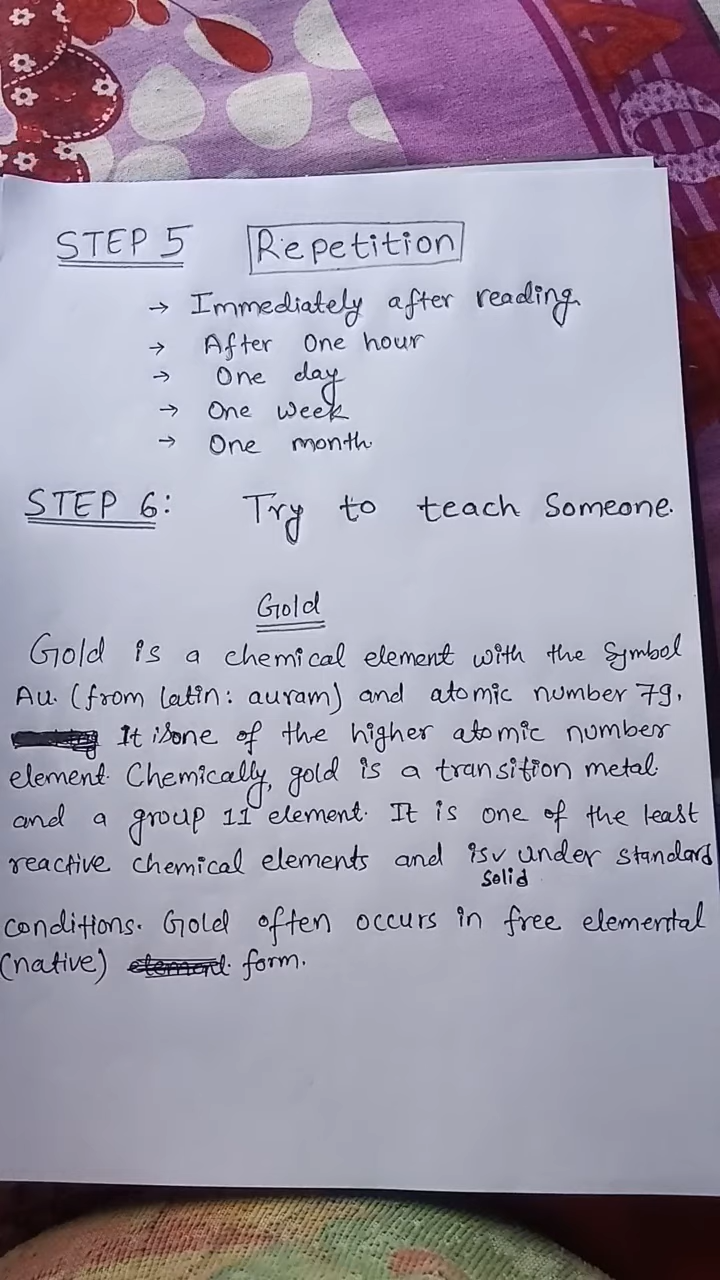 STEP 5 Repetition
→ Immediately after reading.
→ After One hour
→ One day
→ One week
→ One month.
STEP 6: Try to teach Someone.
Gold
Gold is a chemical element with the Symbol
Au. (from latin: auram) and atomic number 79.
It is one of the higher atomic number
element. Chemically, gold is a transition metal.
and a group 11 element. It is one of the least
reactive chemical elements and is solid under standard
conditions. Gold often occurs in free elemental
(native) form.